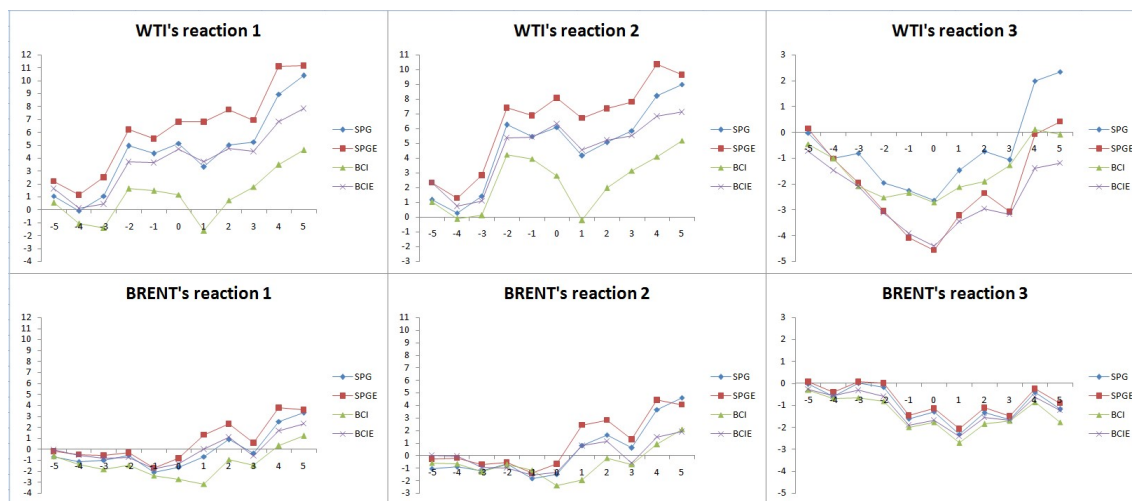 WTI's reaction 1
12
11
10
9
8
7
6
5
4
3
2
1
0
-1
-2
-3
-4
-5 -4 -3 -2 -1 0 1 2 3 4 5
SPG
SPGE
BCI
BCIE
WTI's reaction 2
11
10
9
8
7
6
5
4
3
2
1
0
-1
-2
-3
-5 -4 -3 -2 -1 0 1 2 3 4 5
SPG
SPGE
BCI
BCIE
WTI's reaction 3
3
2
1
0
-1
-2
-3
-4
-5
-5 -4 -3 -2 -1 0 1 2 3 4 5
SPG
SPGE
BCI
BCIE
BRENT's reaction 1
12
11
10
9
8
7
6
5
4
3
2
1
0
-1
-2
-3
-4
-5 -4 -3 -2 -1 0 1 2 3 4 5
SPG
SPGE
BCI
BCIE
BRENT's reaction 2
12
11
10
9
8
7
6
5
4
3
2
1
0
-1
-2
-3
-5 -4 -3 -2 -1 0 1 2 3 4 5
SPG
SPGE
BCI
BCIE
BRENT's reaction 3
3
2
1
0
-1
-2
-3
-4
-5
-5 -4 -3 -2 -1 0 1 2 3 4 5
SPG
SPGE
BCI
BCIE